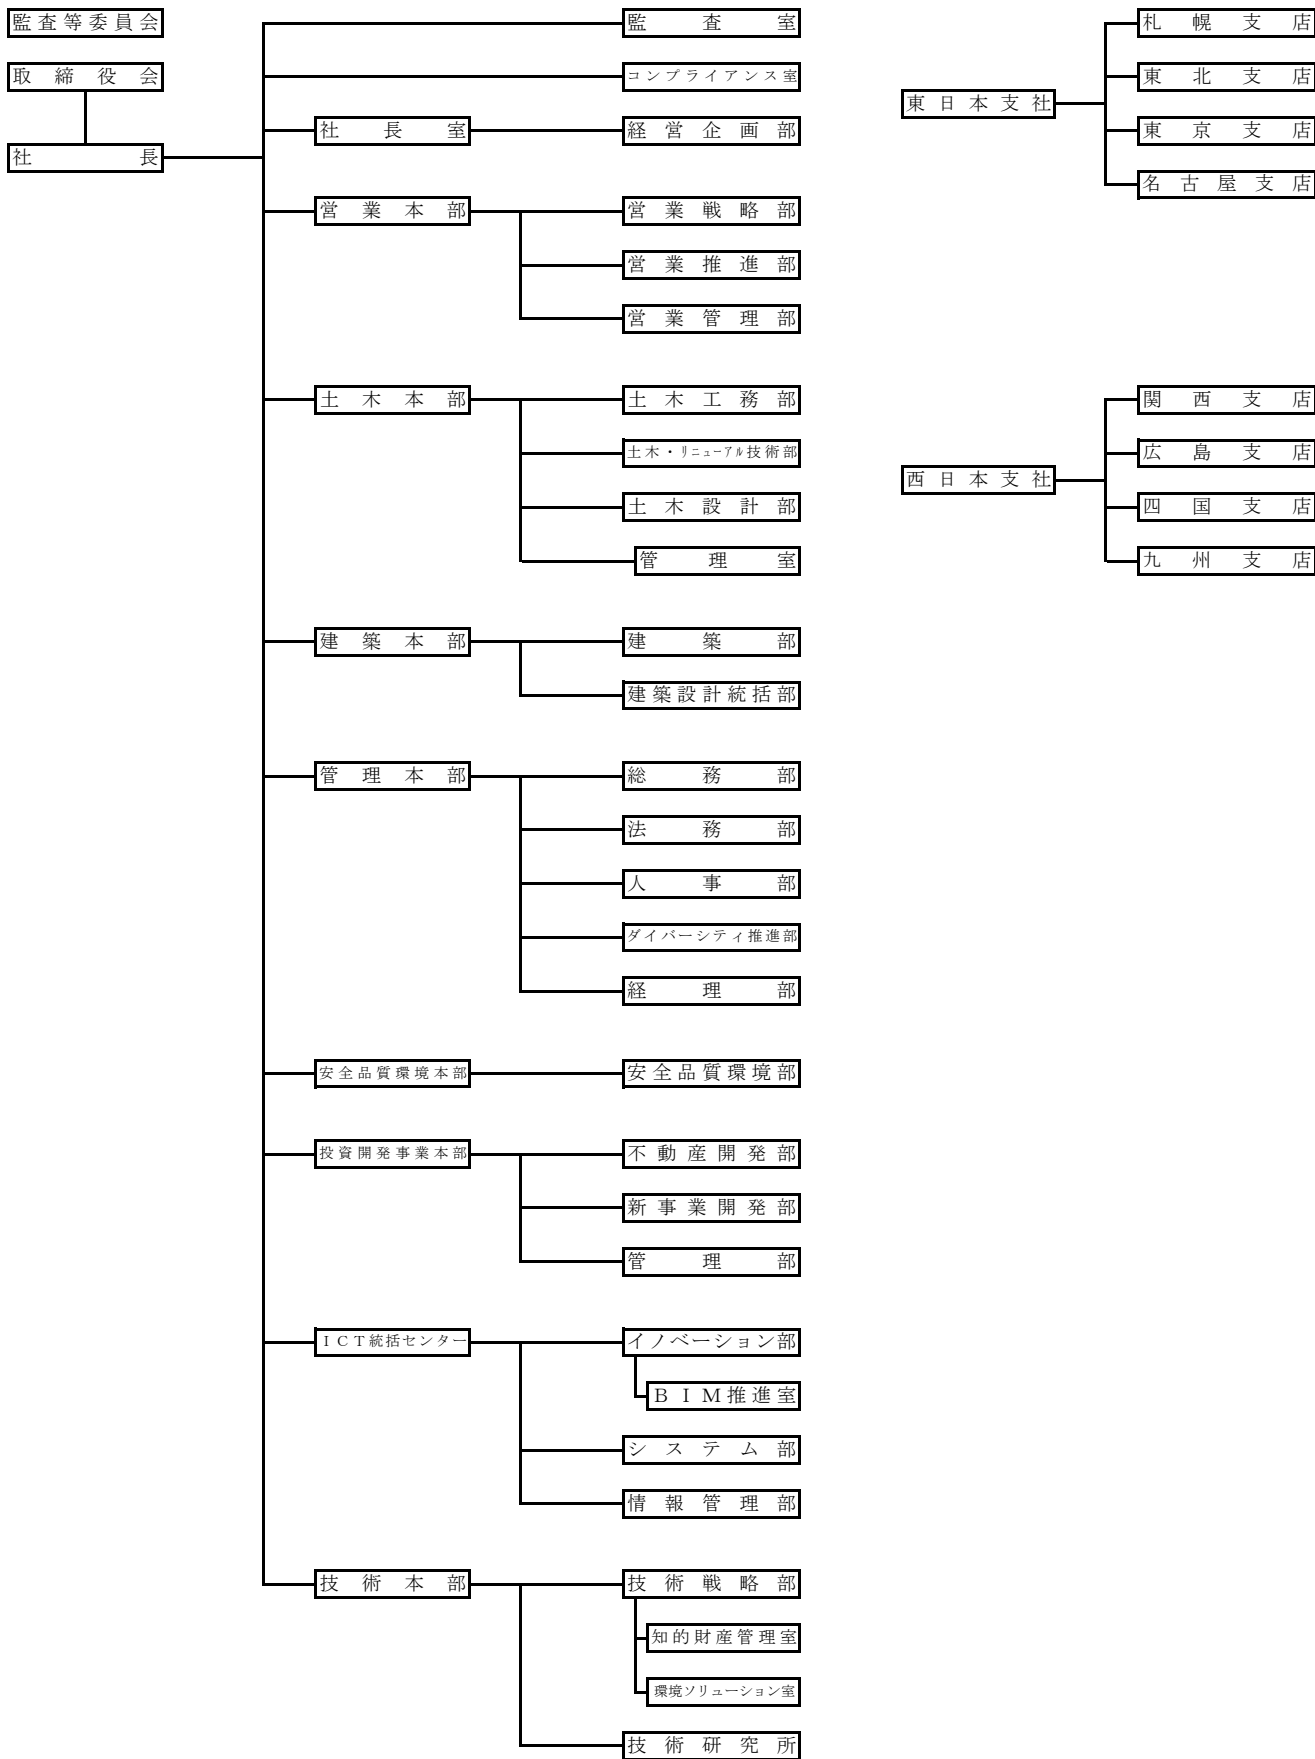 監査等委員会
取締役会
社長
監査室
コンプライアンス室
社長室
経営企画部
営業本部
営業戦略部
営業推進部
営業管理部
土木本部
土木工務部
土木・リニューアル技術部
土木設計部
管理室
建築本部
建築部
建築設計統括部
管理本部
総務部
法務部
人事部
ダイバーシティ推進部
経理部
安全品質環境本部
安全品質環境部
投資開発事業本部
不動産開発部
新事業開発部
管理部
ICT統括センター
イノベーション部
BIM推進室
システム部
情報管理部
技術本部
技術戦略部
知的財産管理室
環境ソリューション室
技術研究所
東日本支社
札幌支店
東北支店
東京支店
名古屋支店
西日本支社
関西支店
広島支店
四国支店
九州支店